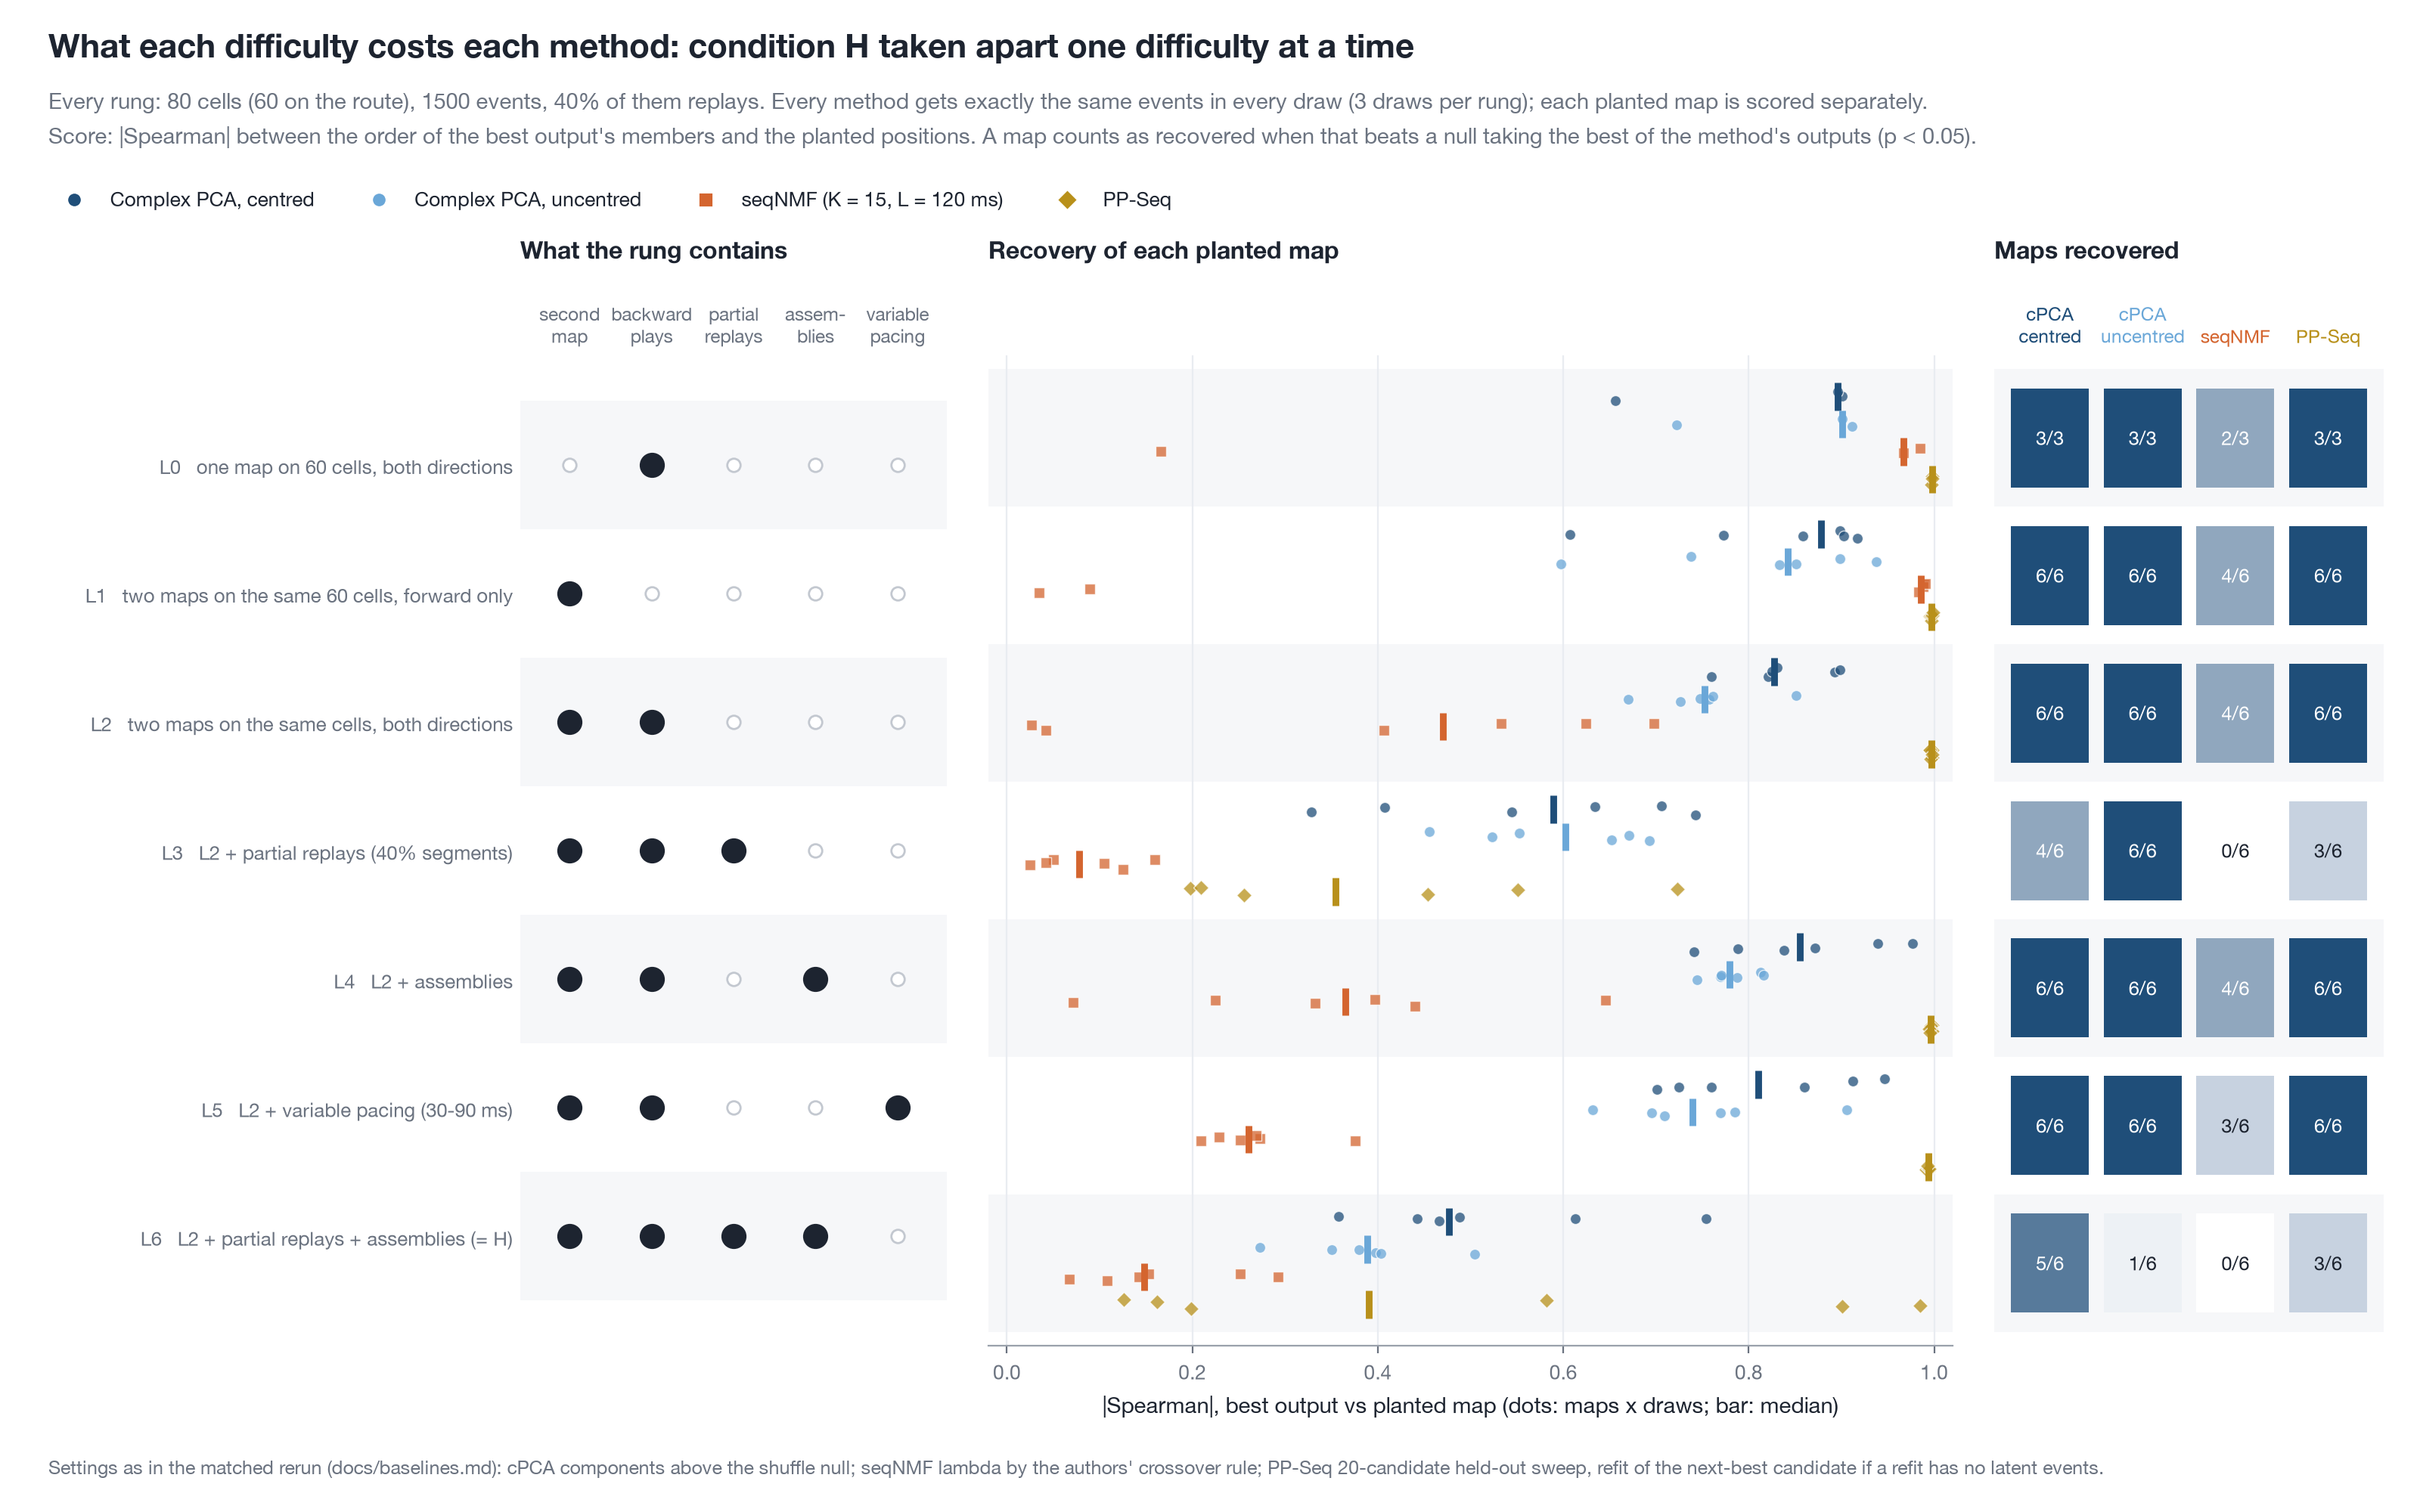 What each difficulty costs each method: condition H taken apart one difficulty at a time
Every rung: 80 cells (60 on the route), 1500 events, 40% of them replays. Every method gets exactly the same events in every draw (3 draws per rung); each planted map is scored separately.
Score: |Spearman| between the order of the best output's members and the planted positions. A map counts as recovered when that beats a null taking the best of the method's outputs (p < 0.05).
Complex PCA, centred
Complex PCA, uncentred
seqNMF (K = 15, L = 120 ms)
PP-Seq
What the rung contains
Recovery of each planted map
Maps recovered
second
map
backward
plays
partial
replays
assem-
blies
variable
pacing
cPCA
centred
cPCA
uncentred
seqNMF
PP-Seq
L0 one map on 60 cells, both directions
3/3
3/3
2/3
3/3
L1 two maps on the same 60 cells, forward only
6/6
6/6
4/6
6/6
L2 two maps on the same cells, both directions
6/6
6/6
4/6
6/6
L3 L2 + partial replays (40% segments)
4/6
6/6
0/6
3/6
L4 L2 + assemblies
6/6
6/6
4/6
6/6
L5 L2 + variable pacing (30-90 ms)
6/6
6/6
3/6
6/6
L6 L2 + partial replays + assemblies (= H)
5/6
1/6
0/6
3/6
0.0
0.2
0.4
0.6
0.8
1.0
|Spearman|, best output vs planted map (dots: maps x draws; bar: median)
Settings as in the matched rerun (docs/baselines.md): cPCA components above the shuffle null; seqNMF lambda by the authors' crossover rule; PP-Seq 20-candidate held-out sweep, refit of the next-best candidate if a refit has no latent events.